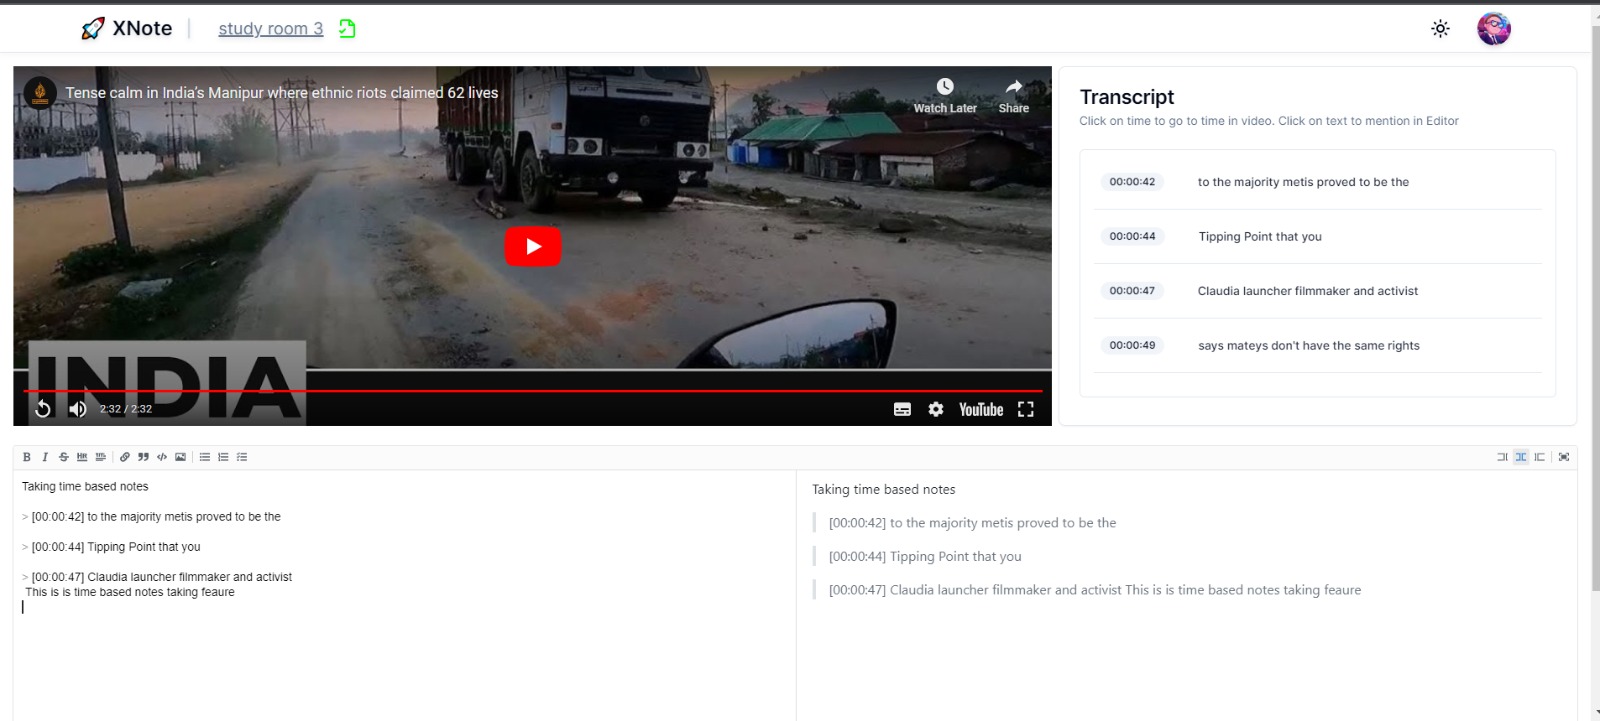 XNote
study room 3
Tense calm in India's Manipur where ethnic riots claimed 62 lives
Watch Later
Share
INDIA
2:32 / 2:32
YouTube
Transcript
Click on time to go to time in video. Click on text to mention in Editor
00:00:42 to the majority metis proved to be the
00:00:44 Tipping Point that you
00:00:47 Claudia launcher filmmaker and activist
00:00:49 says mateys don't have the same rights
Taking time based notes
> [00:00:42] to the majority metis proved to be the
> [00:00:44] Tipping Point that you
> [00:00:47] Claudia launcher filmmaker and activist
This is is time based notes taking feaure
Taking time based notes
[00:00:42] to the majority metis proved to be the
[00:00:44] Tipping Point that you
[00:00:47] Claudia launcher filmmaker and activist This is is time based notes taking feaure